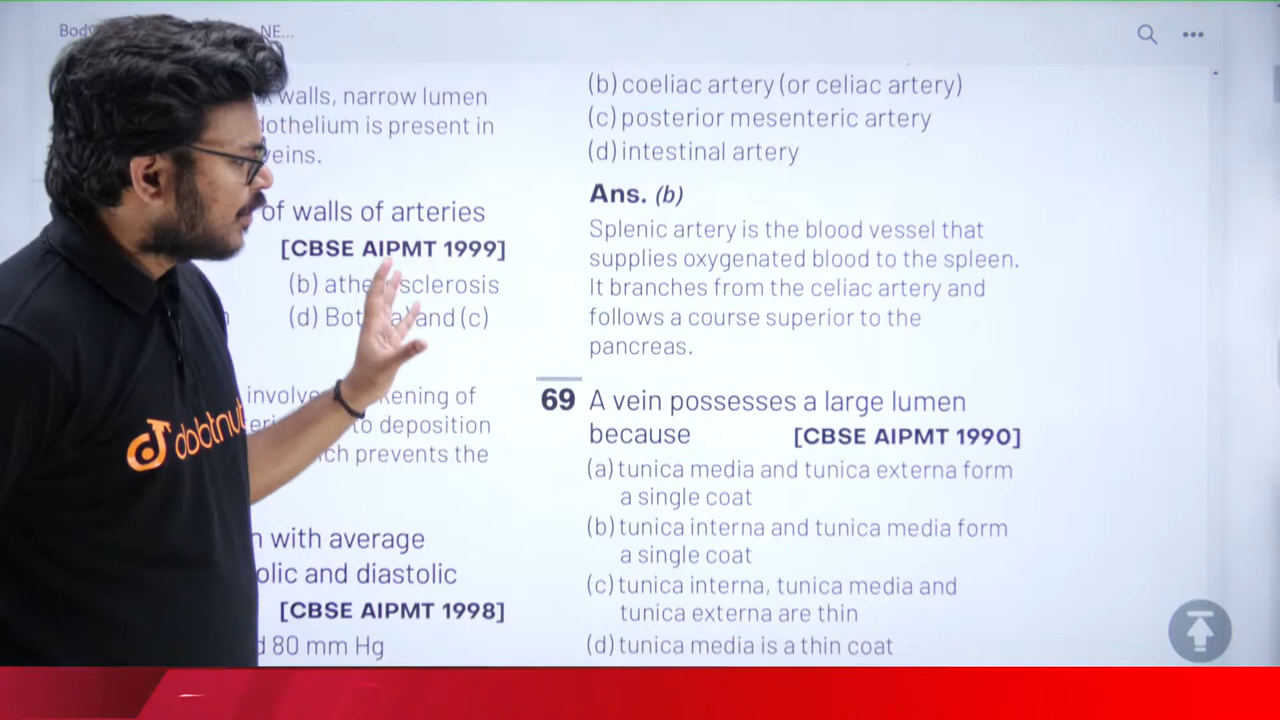 Body
NE...
walls, narrow lumen
dothelium is present in
veins.
of walls of arteries
[CBSE AIPMT 1999]
(b) sclerosis
(d) and (c)
involve ening of
to deposition
ch prevents the
with average
olic and diastolic
[CBSE AIPMT 1998]
80 mm Hg
(b) coeliac artery (or celiac artery)
(c) posterior mesenteric artery
(d) intestinal artery
Ans. (b)
Splenic artery is the blood vessel that
supplies oxygenated blood to the spleen.
It branches from the celiac artery and
follows a course superior to the
pancreas.
69 A vein possesses a large lumen
because [CBSE AIPMT 1990]
(a) tunica media and tunica externa form
a single coat
(b) tunica interna and tunica media form
a single coat
(c) tunica interna, tunica media and
tunica externa are thin
(d) tunica media is a thin coat
doubtnut